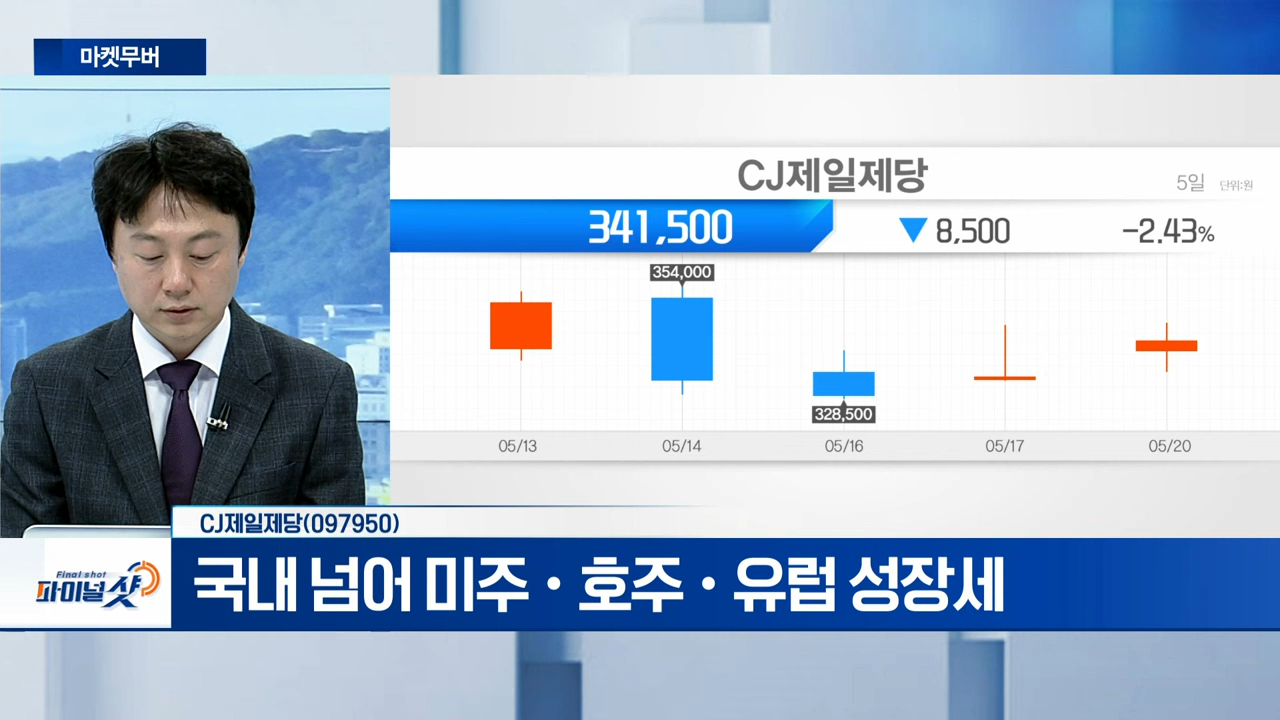 마켓무버
CJ제일제당
5일 단위:원
341,500 ▼ 8,500 -2.43%
354,000
328,500
05/13 05/14 05/16 05/17 05/20
CJ제일제당(097950)
Final shot
파이널샷
국내 넘어 미주·호주·유럽 성장세